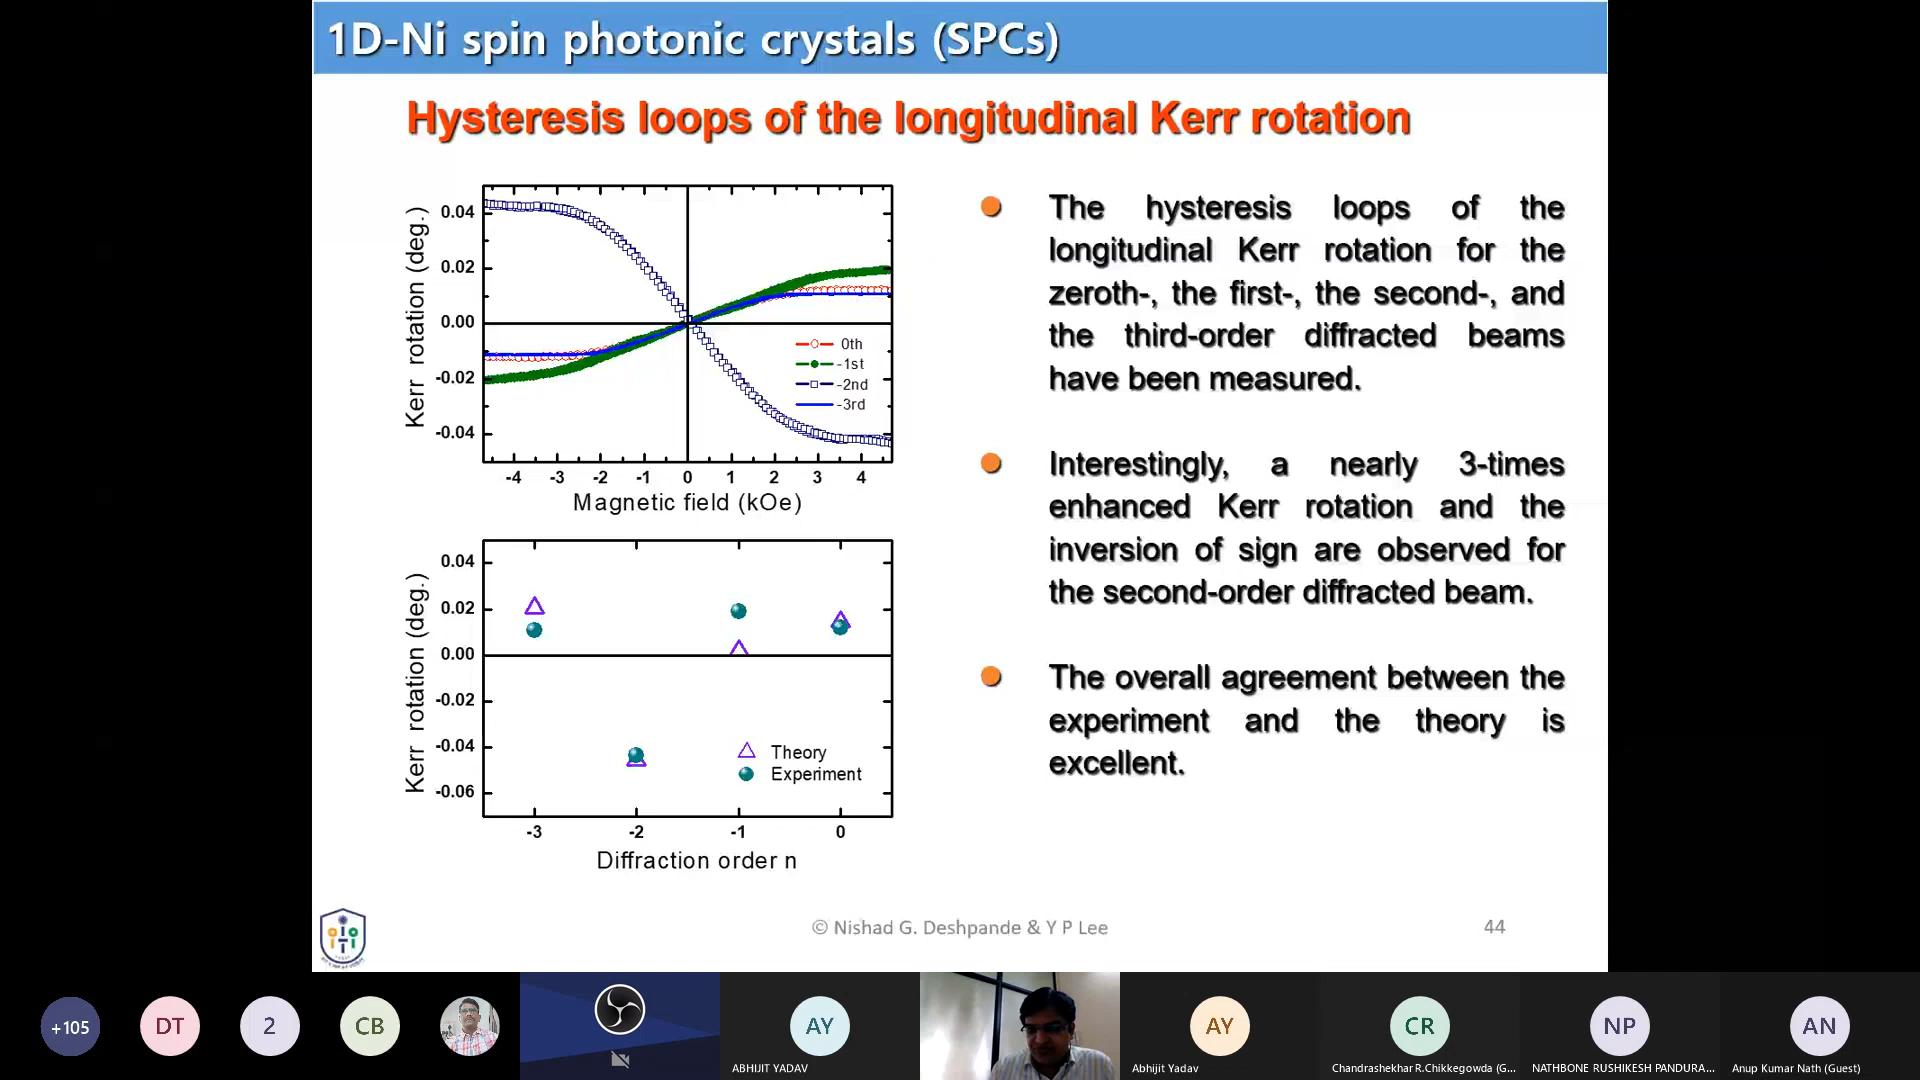 1D-Ni spin photonic crystals (SPCs)
Hysteresis loops of the longitudinal Kerr rotation
Kerr rotation (deg.)
0.04
0.02
0.00
-0.02
-0.04
0th
-1st
-2nd
-3rd
-4 -3 -2 -1 0 1 2 3 4
Magnetic field (kOe)
Kerr rotation (deg.)
0.04
0.02
0.00
-0.02
-0.04
-0.06
Theory
Experiment
-3 -2 -1 0
Diffraction order n
The hysteresis loops of the
longitudinal Kerr rotation for the
zeroth-, the first-, the second-, and
the third-order diffracted beams
have been measured.
Interestingly, a nearly 3-times
enhanced Kerr rotation and the
inversion of sign are observed for
the second-order diffracted beam.
The overall agreement between the
experiment and the theory is
excellent.
© Nishad G. Deshpande & Y P Lee
44
+105
DT
2
CB
AY
ABHIJIT YADAV
AY
Abhijit Yadav
CR
Chandrashekhar R.Chikkegowda (G...
NP
NATHBONE RUSHIKESH PANDURA...
AN
Anup Kumar Nath (Guest)